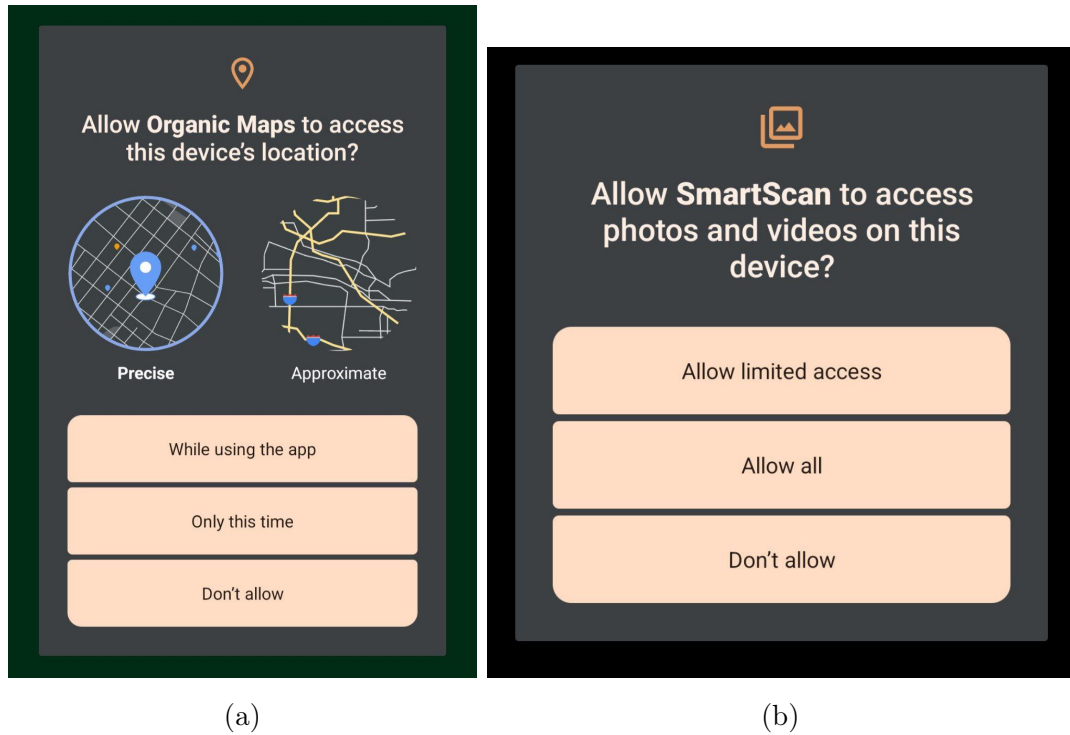 Allow Organic Maps to access
this device's location?
Precise
Approximate
While using the app
Only this time
Don't allow
(a)
Allow SmartScan to access
photos and videos on this
device?
Allow limited access
Allow all
Don't allow
(b)